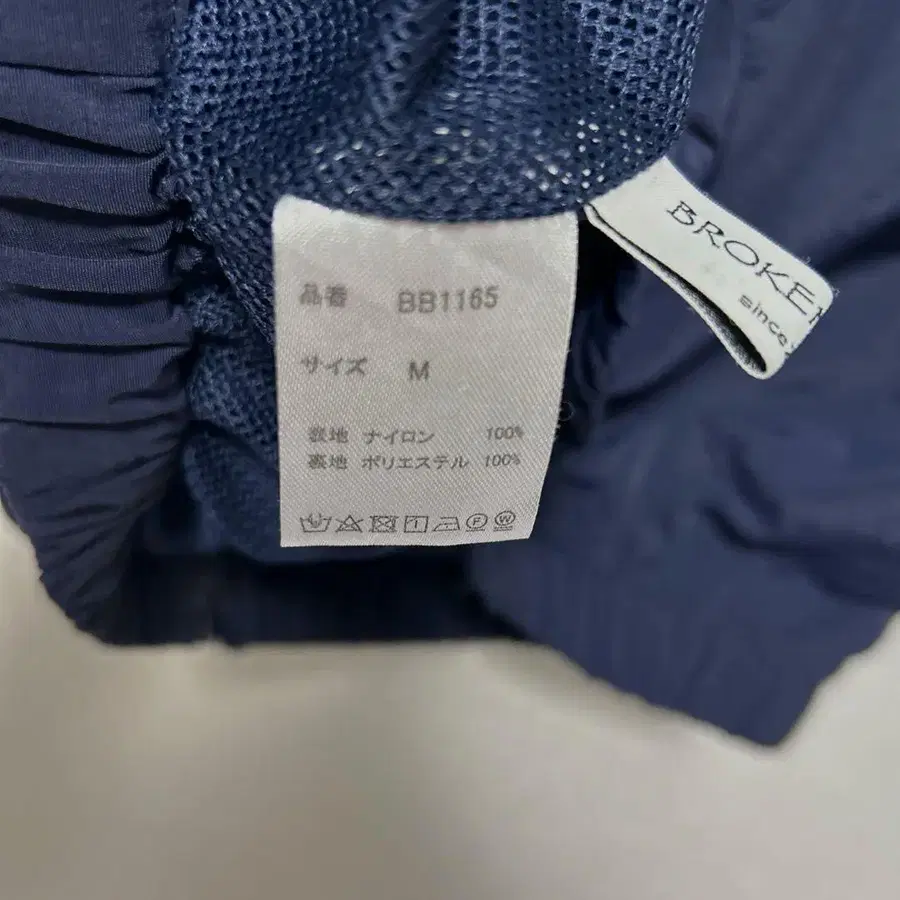 品番 BB1165
サイズ M
表地 ナイロン 100%
裏地 ポリエステル 100%
F W
BROKE
since